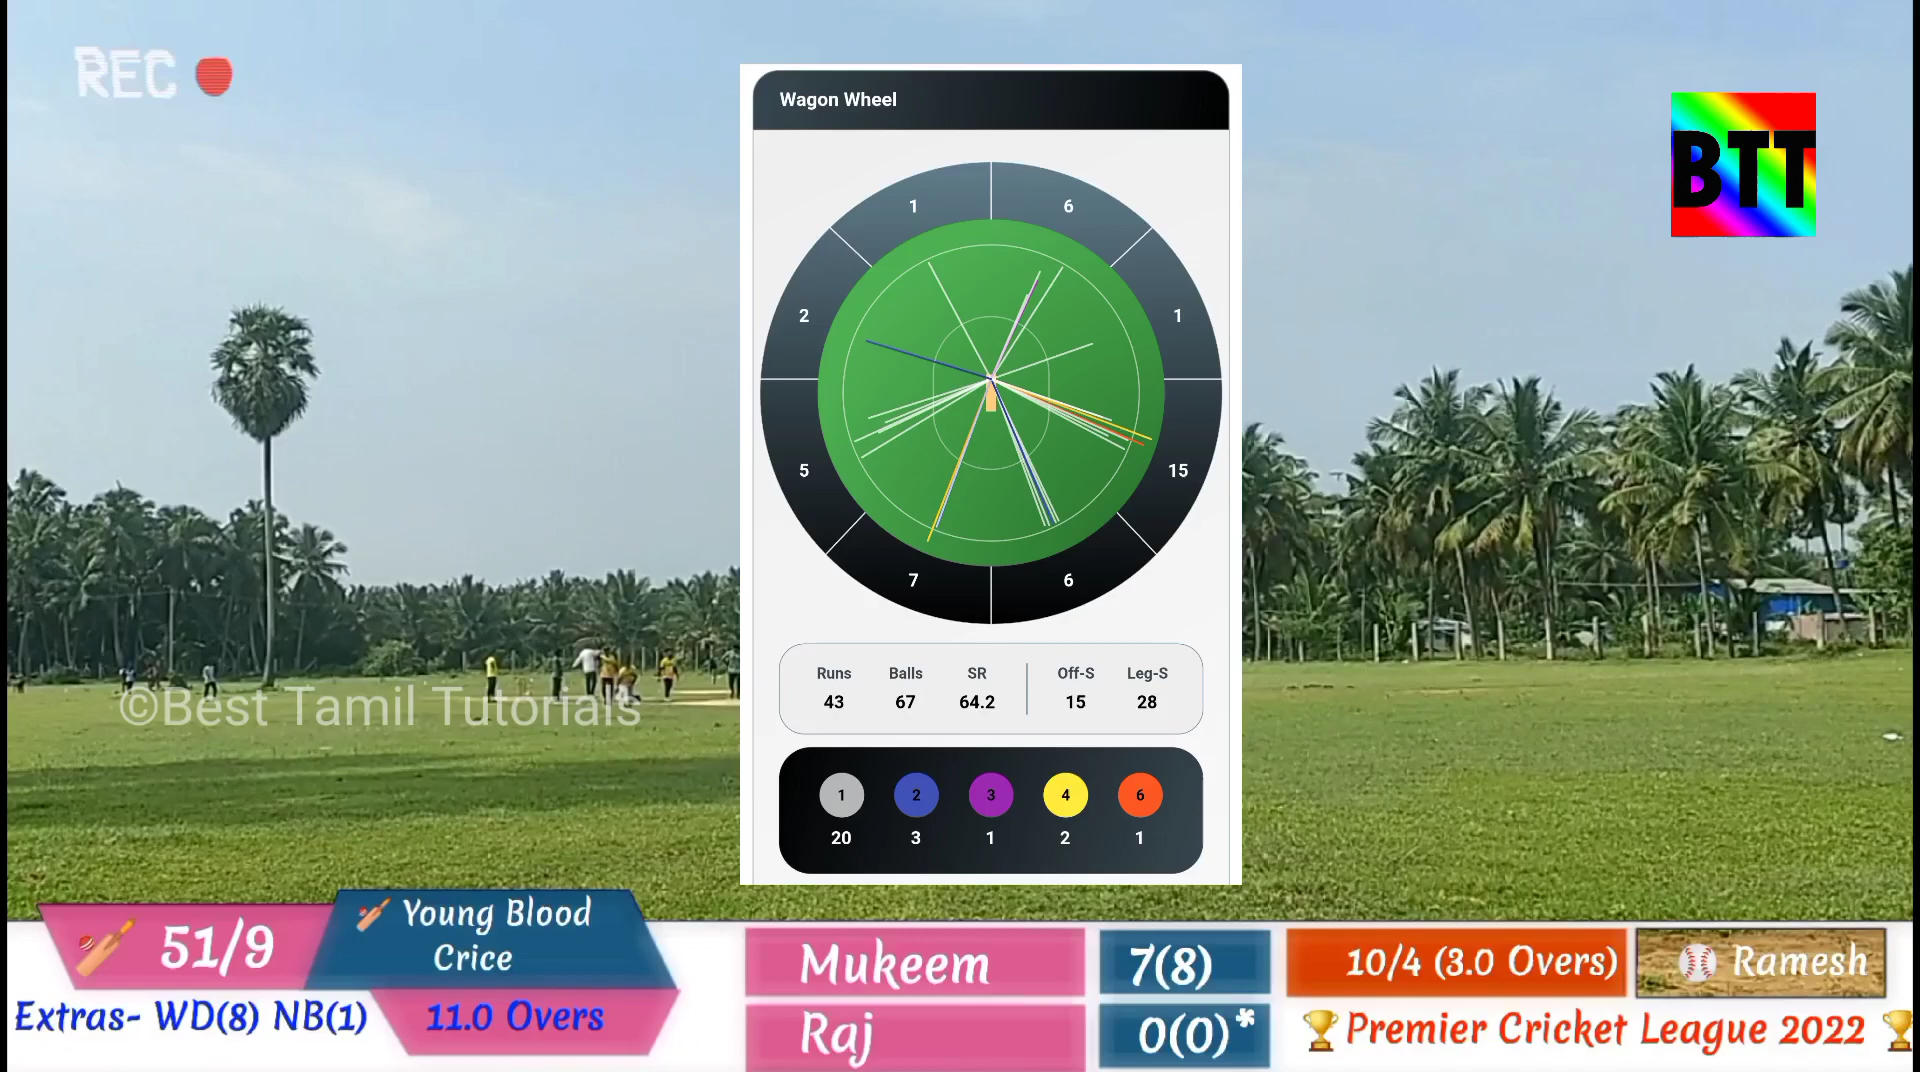 REC
BTT
Wagon Wheel
1 6
2 1
5 15
7 6
Runs Balls SR Off-S Leg-S
43 67 64.2 15 28
1 2 3 4 6
20 3 1 2 1
©Best Tamil Tutorials
51/9
Young Blood
Crice
Extras- WD(8) NB(1)
11.0 Overs
Mukeem 7(8)
Raj 0(0)*
10/4 (3.0 Overs)
Ramesh
Premier Cricket League 2022